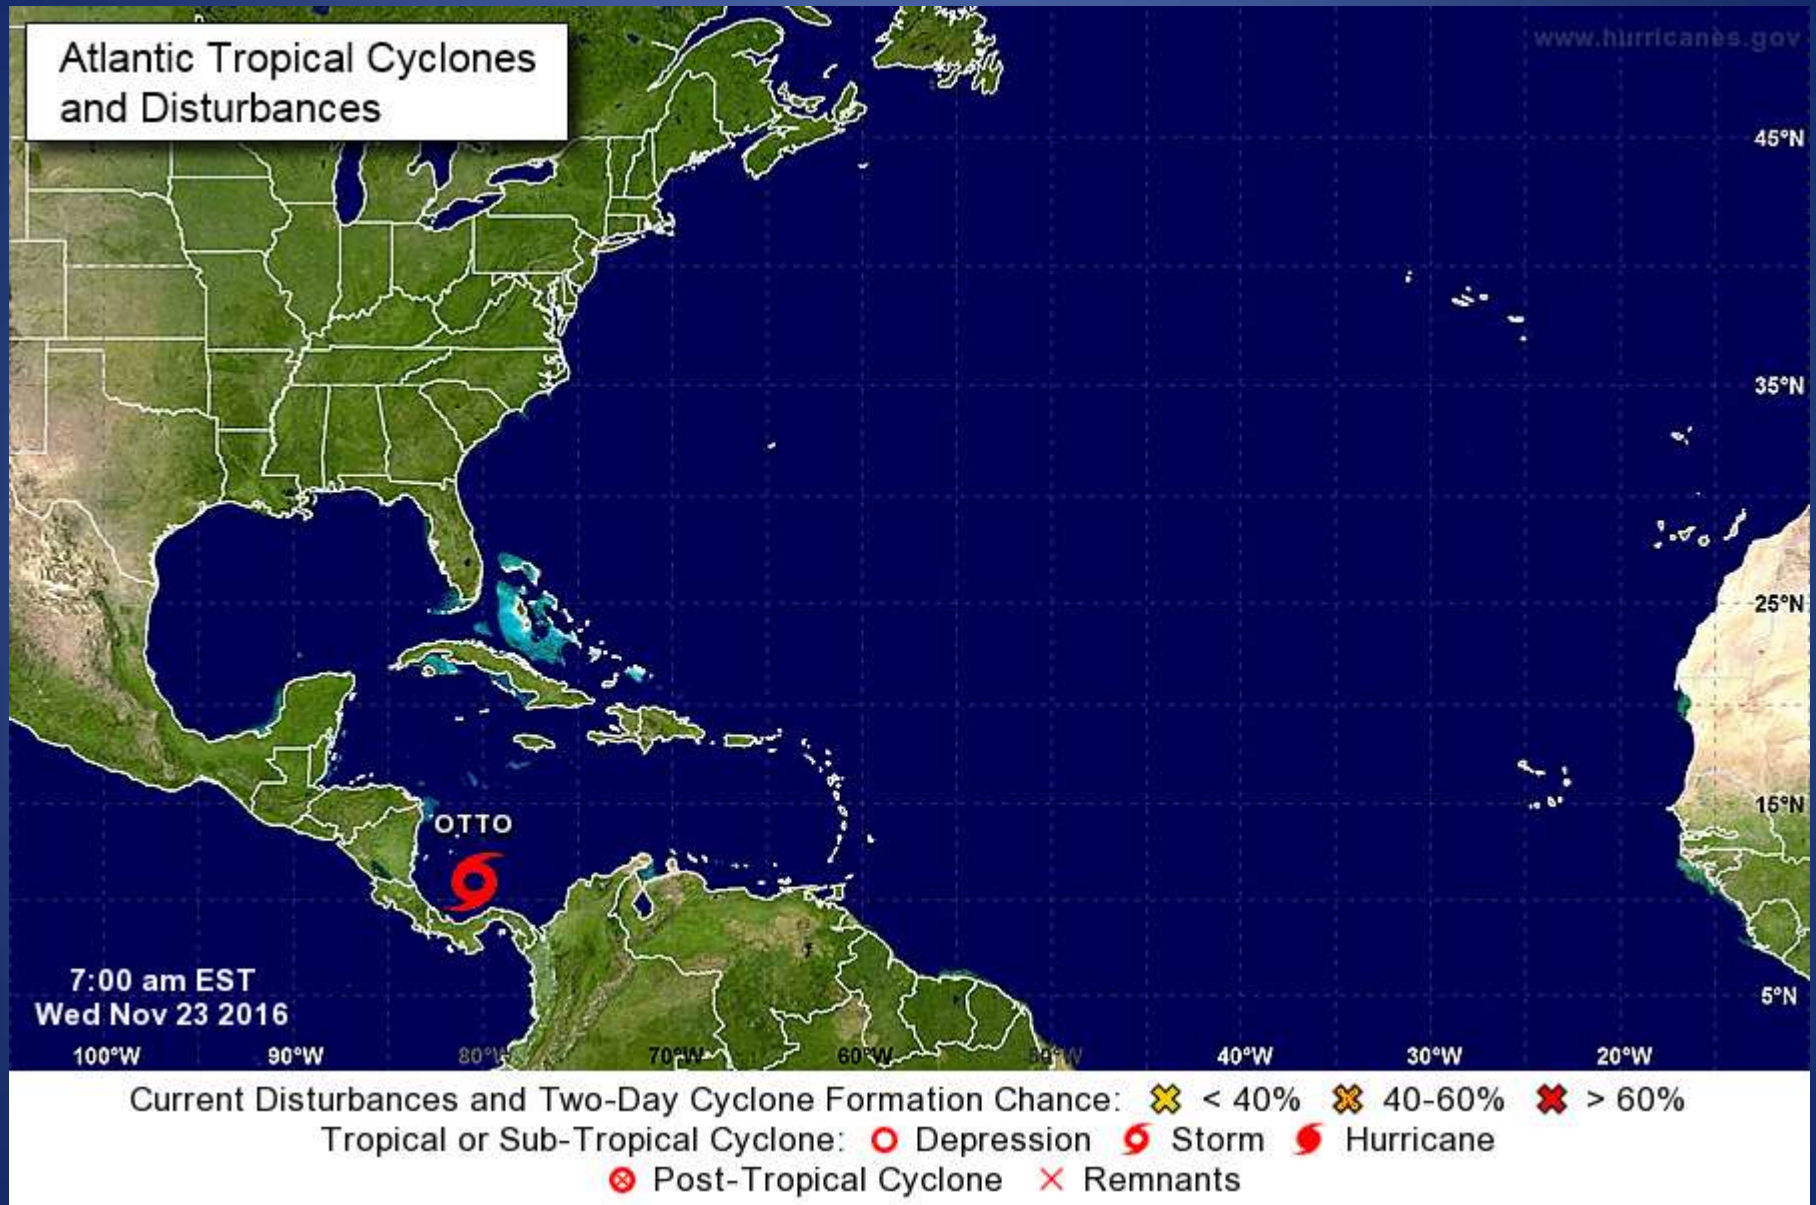 Atlantic Tropical Cyclones
and Disturbances
www.hurricanes.gov
45°N
35°N
25°N
15°N
OTTO
7:00 am EST
Wed Nov 23 2016
5°N
100°W 90°W 80°W 70°W 60°W 50°W 40°W 30°W 20°W
Current Disturbances and Two-Day Cyclone Formation Chance: < 40% 40-60% > 60%
Tropical or Sub-Tropical Cyclone: Depression Storm Hurricane
Post-Tropical Cyclone Remnants